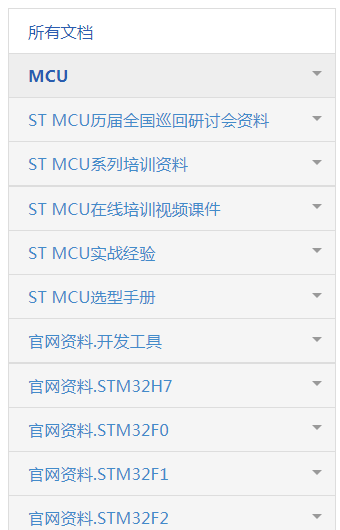 所有文档
MCU
ST MCU历届全国巡回研讨会资料
ST MCU系列培训资料
ST MCU在线培训视频课件
ST MCU实战经验
ST MCU选型手册
官网资料.开发工具
官网资料.STM32H7
官网资料.STM32F0
官网资料.STM32F1
官网资料.STM32F2